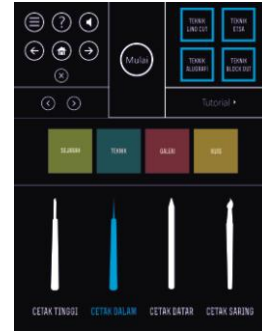 ?
Mulai
TEKNIK
LINO CUT
TEKNIK
ETSA
TEKNIK
ALUGRAFI
TEKNIK
BLOCK OUT
Tutorial
SEJARAH
TEKNIK
GALERI
KUIS
CETAK TINGGI
CETAK DALAM
CETAK DATAR
CETAK SARING